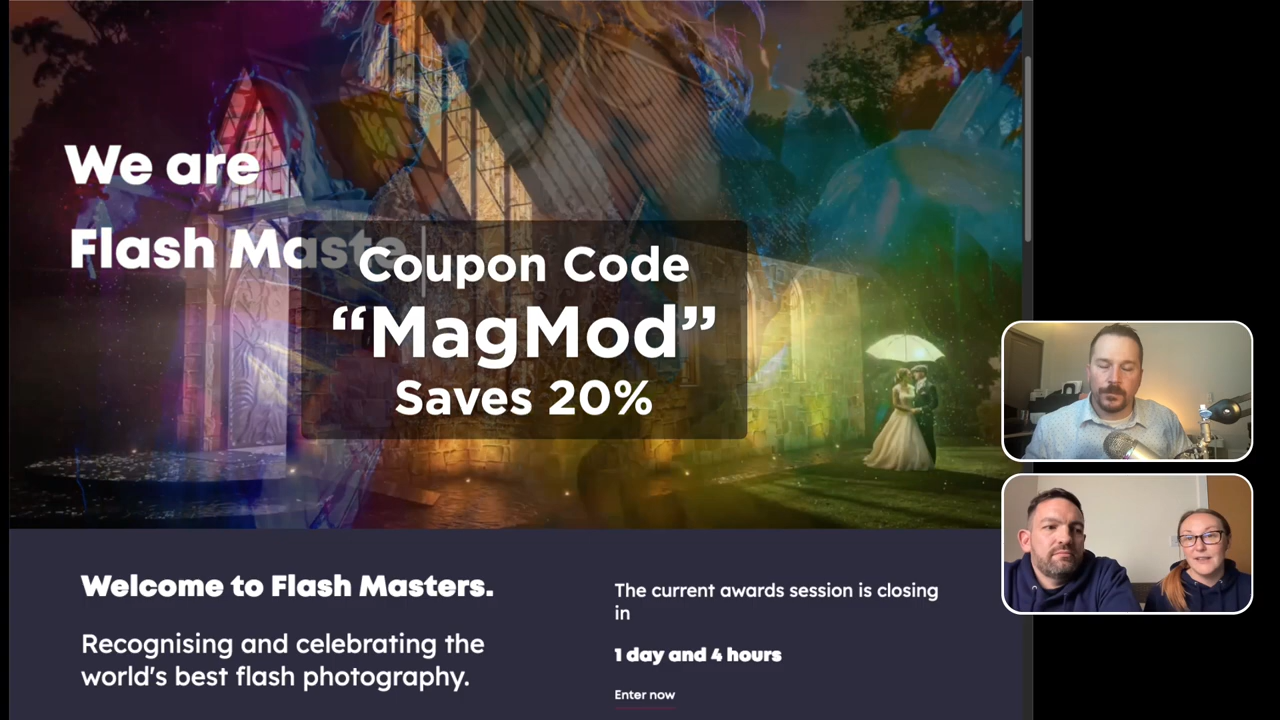 We are
Flash Maste
Coupon Code
“MagMod”
Saves 20%
Welcome to Flash Masters.
Recognising and celebrating the
world's best flash photography.
The current awards session is closing
in
1 day and 4 hours
Enter now